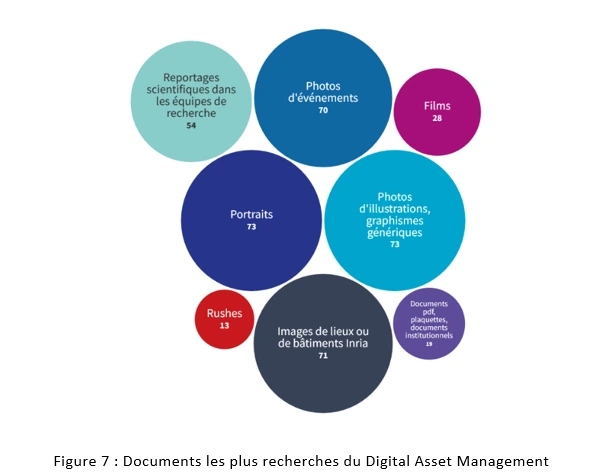 Reportages
scientifiques dans
les équipes de
recherche
54
Photos
d'événements
70
Films
28
Portraits
73
Photos
d'illustrations,
graphismes
génériques
73
Rushes
13
Images de lieux ou
de bâtiments Inria
71
Documents
pdf,
plaquettes,
documents
institutionnels
19
Figure 7 : Documents les plus recherches du Digital Asset Management